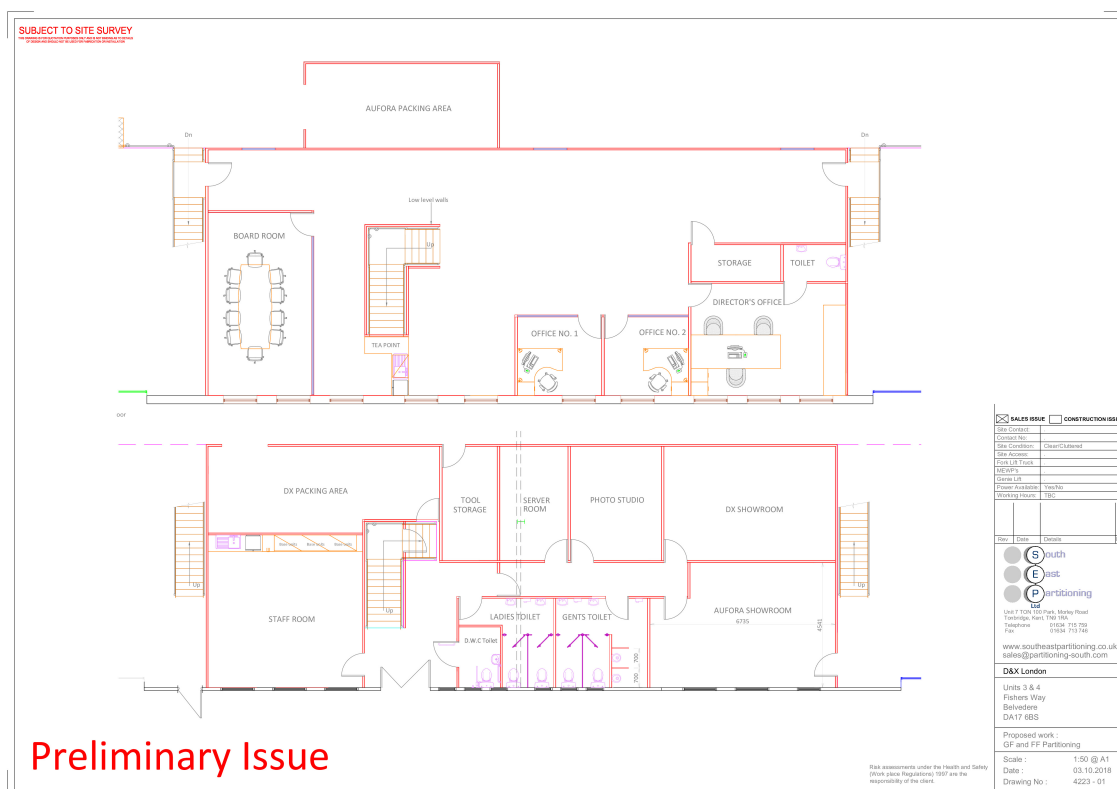 SUBJECT TO SITE SURVEY
AUFORA PACKING AREA
Dn
Dn
Low level walls
BOARD ROOM
Up
STORAGE
TOILET
DIRECTOR'S OFFICE
OFFICE NO. 1
OFFICE NO. 2
TEA POINT
oor
DX PACKING AREA
TOOL
STORAGE
SERVER
ROOM
PHOTO STUDIO
DX SHOWROOM
Up
Up
Up
STAFF ROOM
LADIES TOILET
GENTS TOILET
D.W.C Toilet
AUFORA SHOWROOM
6735
4541
700
700
Preliminary Issue
Risk assessments under the Health and Safety
(Work place Regulations) 1997 are the
responsibility of the client.
SALES ISSUE
CONSTRUCTION ISS
Site Contact:
Contact No:
Site Condition: Clear/Cluttered
Site Access:
Fork Lift Truck
MEWP's
Genie Lift
Power Available: Yes/No
Working Hours: TBC
Rev Date Details
South
East
Partitioning
Ltd
Unit 7 TON 100 Park, Morley Road
Tonbridge, Kent, TN9 1RA
Telephone 01634 715 759
Fax 01634 713 746
www.southeastpartitioning.co.uk
sales@partitioning-south.com
D&X London
Units 3 & 4
Fishers Way
Belvedere
DA17 6BS
Proposed work :
GF and FF Partitioning
Scale : 1:50 @ A1
Date : 03.10.2018
Drawing No : 4223 - 01